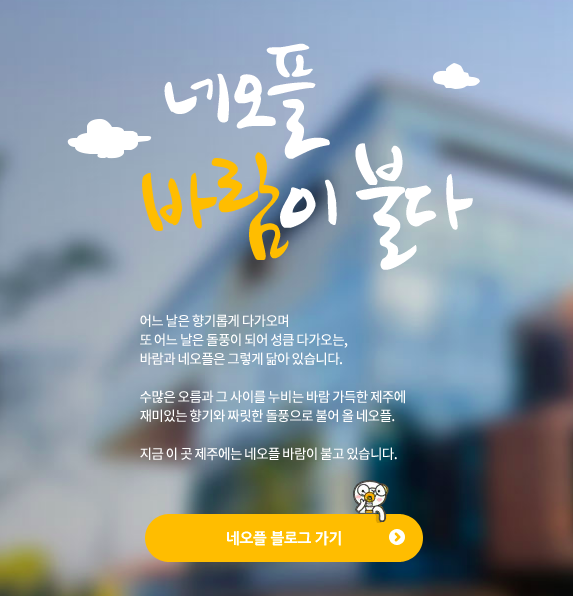 네오플
바람이 불다
어느 날은 향기롭게 다가오며
또 어느 날은 돌풍이 되어 성큼 다가오는,
바람과 네오플은 그렇게 닮아 있습니다.
수많은 오름과 그 사이를 누비는 바람 가득한 제주에
재미있는 향기와 짜릿한 돌풍으로 불어 올 네오플.
지금 이 곳 제주에는 네오플 바람이 불고 있습니다.
네오플 블로그 가기